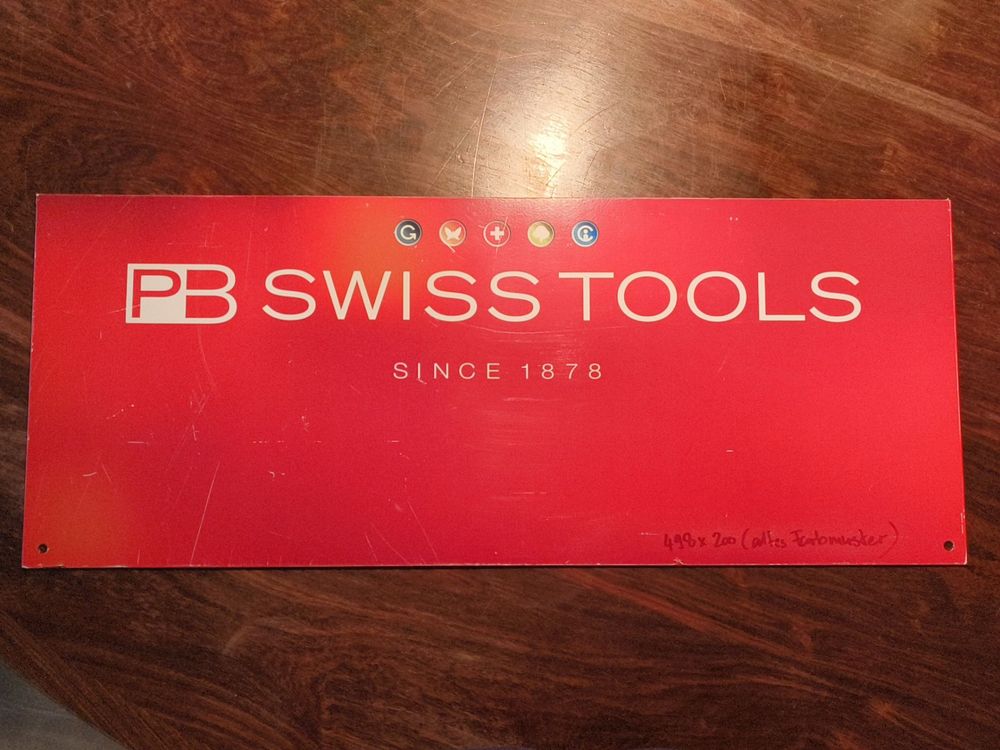 PB SWISS TOOLS
SINCE 1878
498 x 200 (altes Farbmuster)